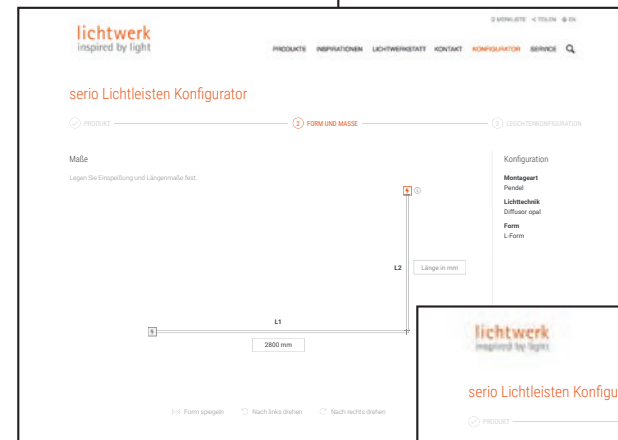 lichtwerk
inspired by light
MERKLISTE TEILEN EN
PRODUKTE INSPIRATIONEN LICHTWERKSTATT KONTAKT KONFIGURATOR SERVICE
serio Lichtleisten Konfigurator
PRODUKT 2 FORM UND MASSE 3 LEUCHTENKONFIGURATION
Maße
Legen Sie Einspeißung und Längenmaße fest.
Konfiguration
Montageart
Pendel
Lichttechnik
Diffusor opal
Form
L-Form
L2 Länge in mm
L1
2800 mm
Form spiegeln Nach links drehen Nach rechts drehen
lichtwerk
inspired by light
serio Lichtleisten Konfigu
PRODUKT